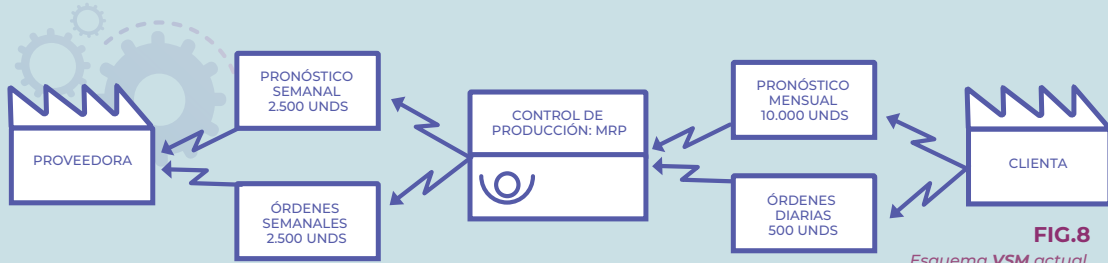 PROVEEDORA
PRONÓSTICO
SEMANAL
2.500 UNDS
ÓRDENES
SEMANALES
2.500 UNDS
CONTROL DE
PRODUCCIÓN: MRP
PRONÓSTICO
MENSUAL
10.000 UNDS
ÓRDENES
DIARIAS
500 UNDS
CLIENTA
FIG.8
Esquema VSM actual